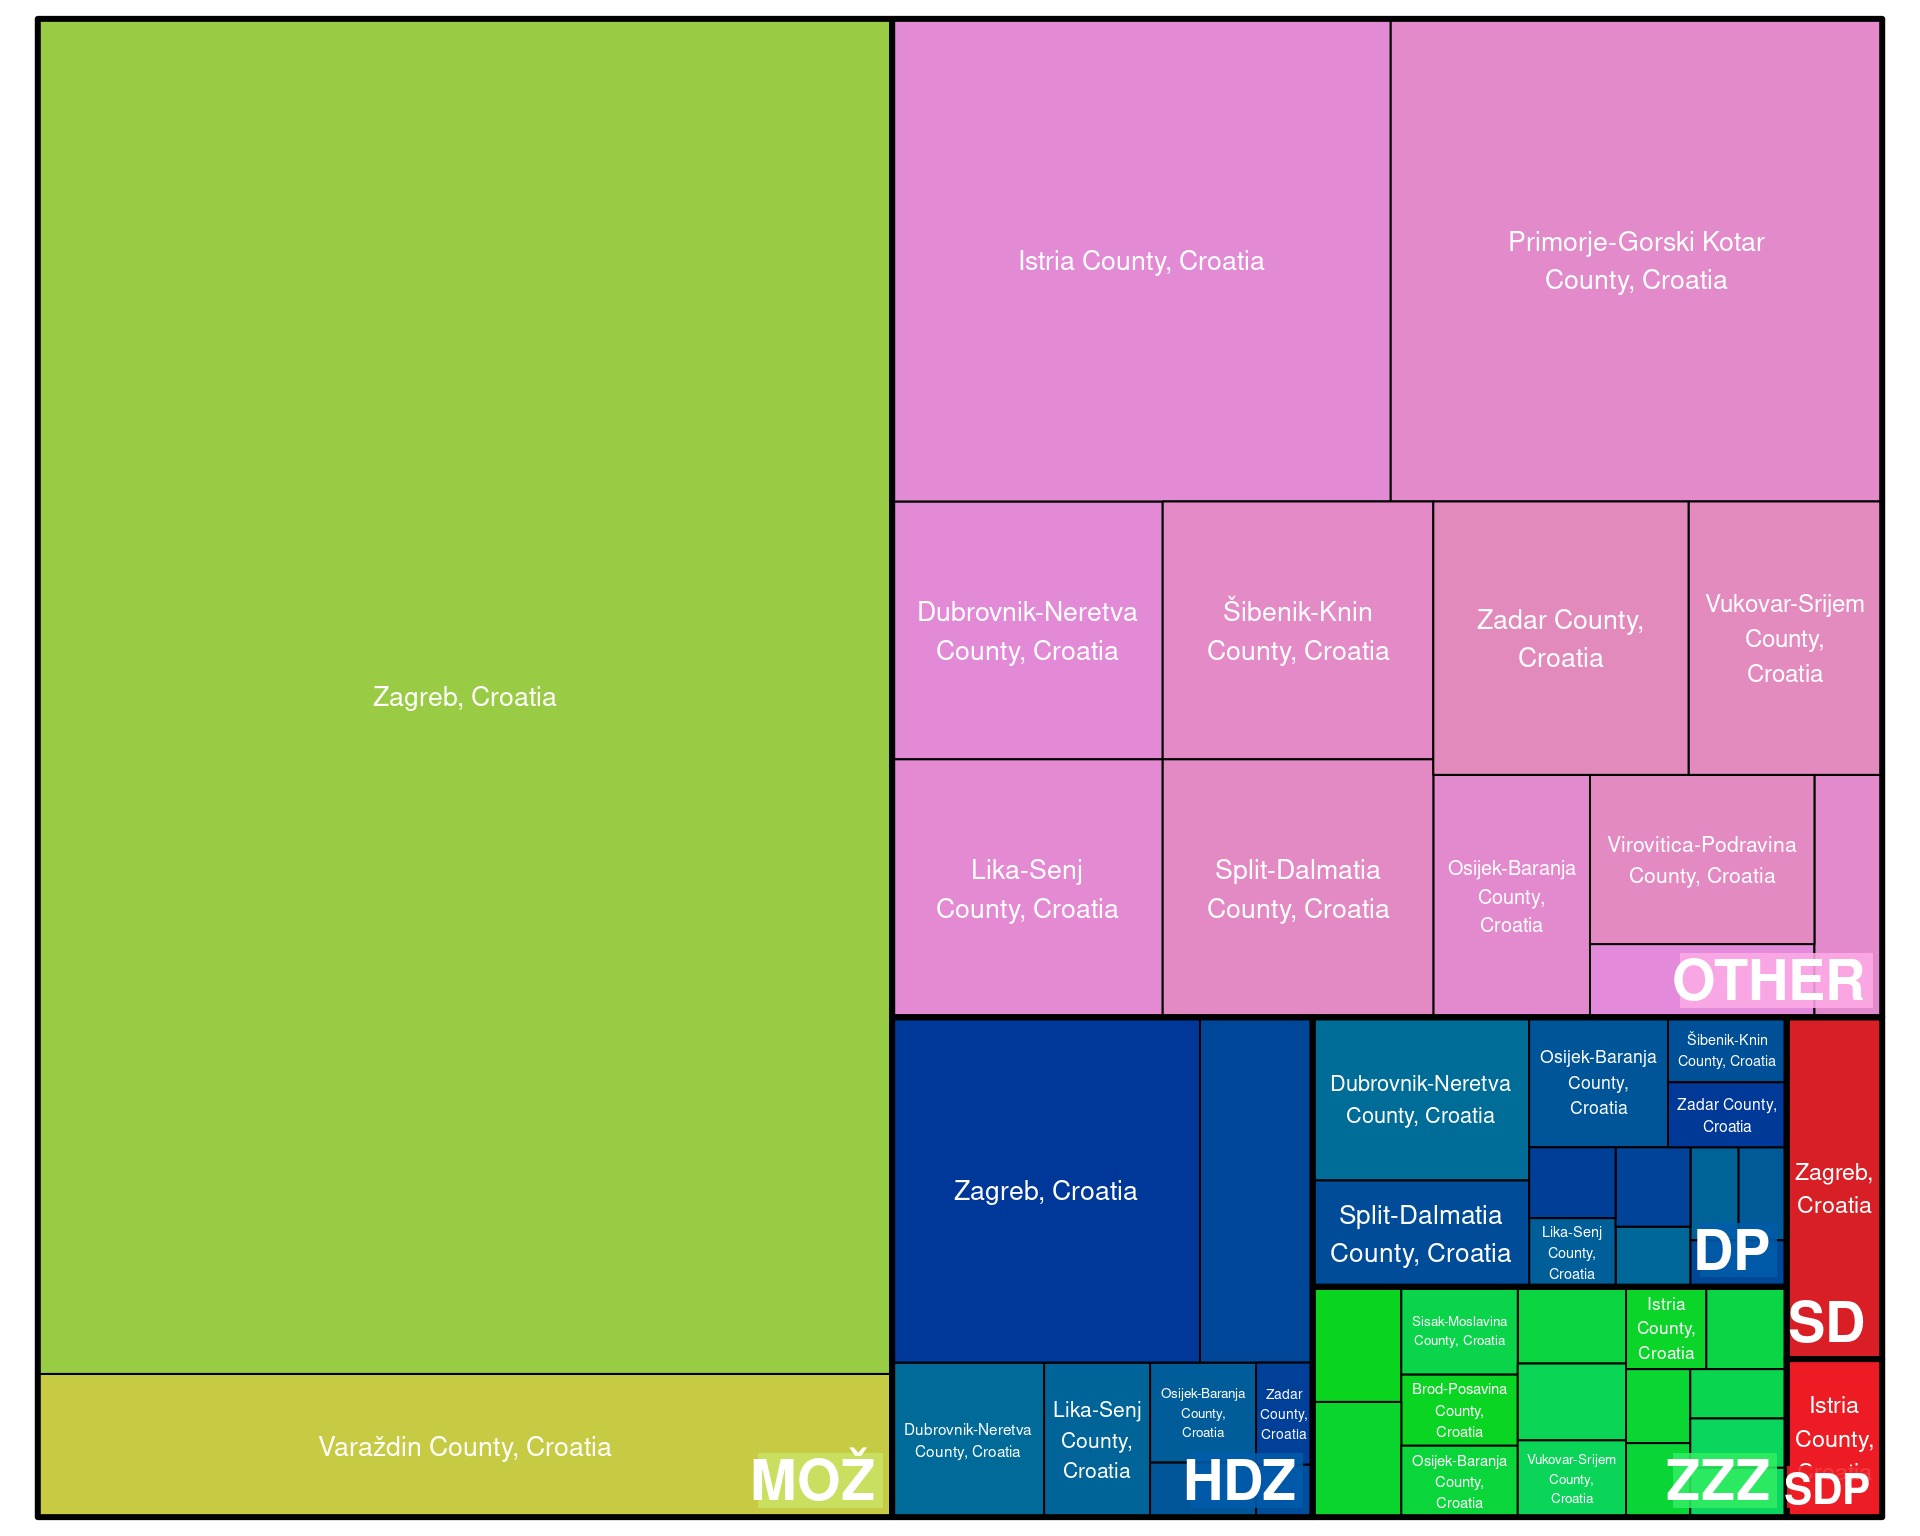 Zagreb, Croatia
Varaždin County, Croatia
MOŽ
Istria County, Croatia
Primorje-Gorski Kotar
County, Croatia
Dubrovnik-Neretva
County, Croatia
Šibenik-Knin
County, Croatia
Zadar County,
Croatia
Vukovar-Srijem
County,
Croatia
Lika-Senj
County, Croatia
Split-Dalmatia
County, Croatia
Osijek-Baranja
County,
Croatia
Virovitica-Podravina
County, Croatia
OTHER
Zagreb, Croatia
Dubrovnik-Neretva
County, Croatia
Lika-Senj
County,
Croatia
Osijek-Baranja
County,
Croatia
Zadar
County,
Croatia
HDZ
Dubrovnik-Neretva
County, Croatia
Split-Dalmatia
County, Croatia
Osijek-Baranja
County,
Croatia
Šibenik-Knin
County, Croatia
Zadar County,
Croatia
Lika-Senj
County,
Croatia
DP
Sisak-Moslavina
County, Croatia
Brod-Posavina
County,
Croatia
Osijek-Baranja
County,
Croatia
Vukovar-Srijem
County,
Croatia
Istria
County,
Croatia
ZZZ
Zagreb,
Croatia
SD
Istria
County,
Croatia
SDP